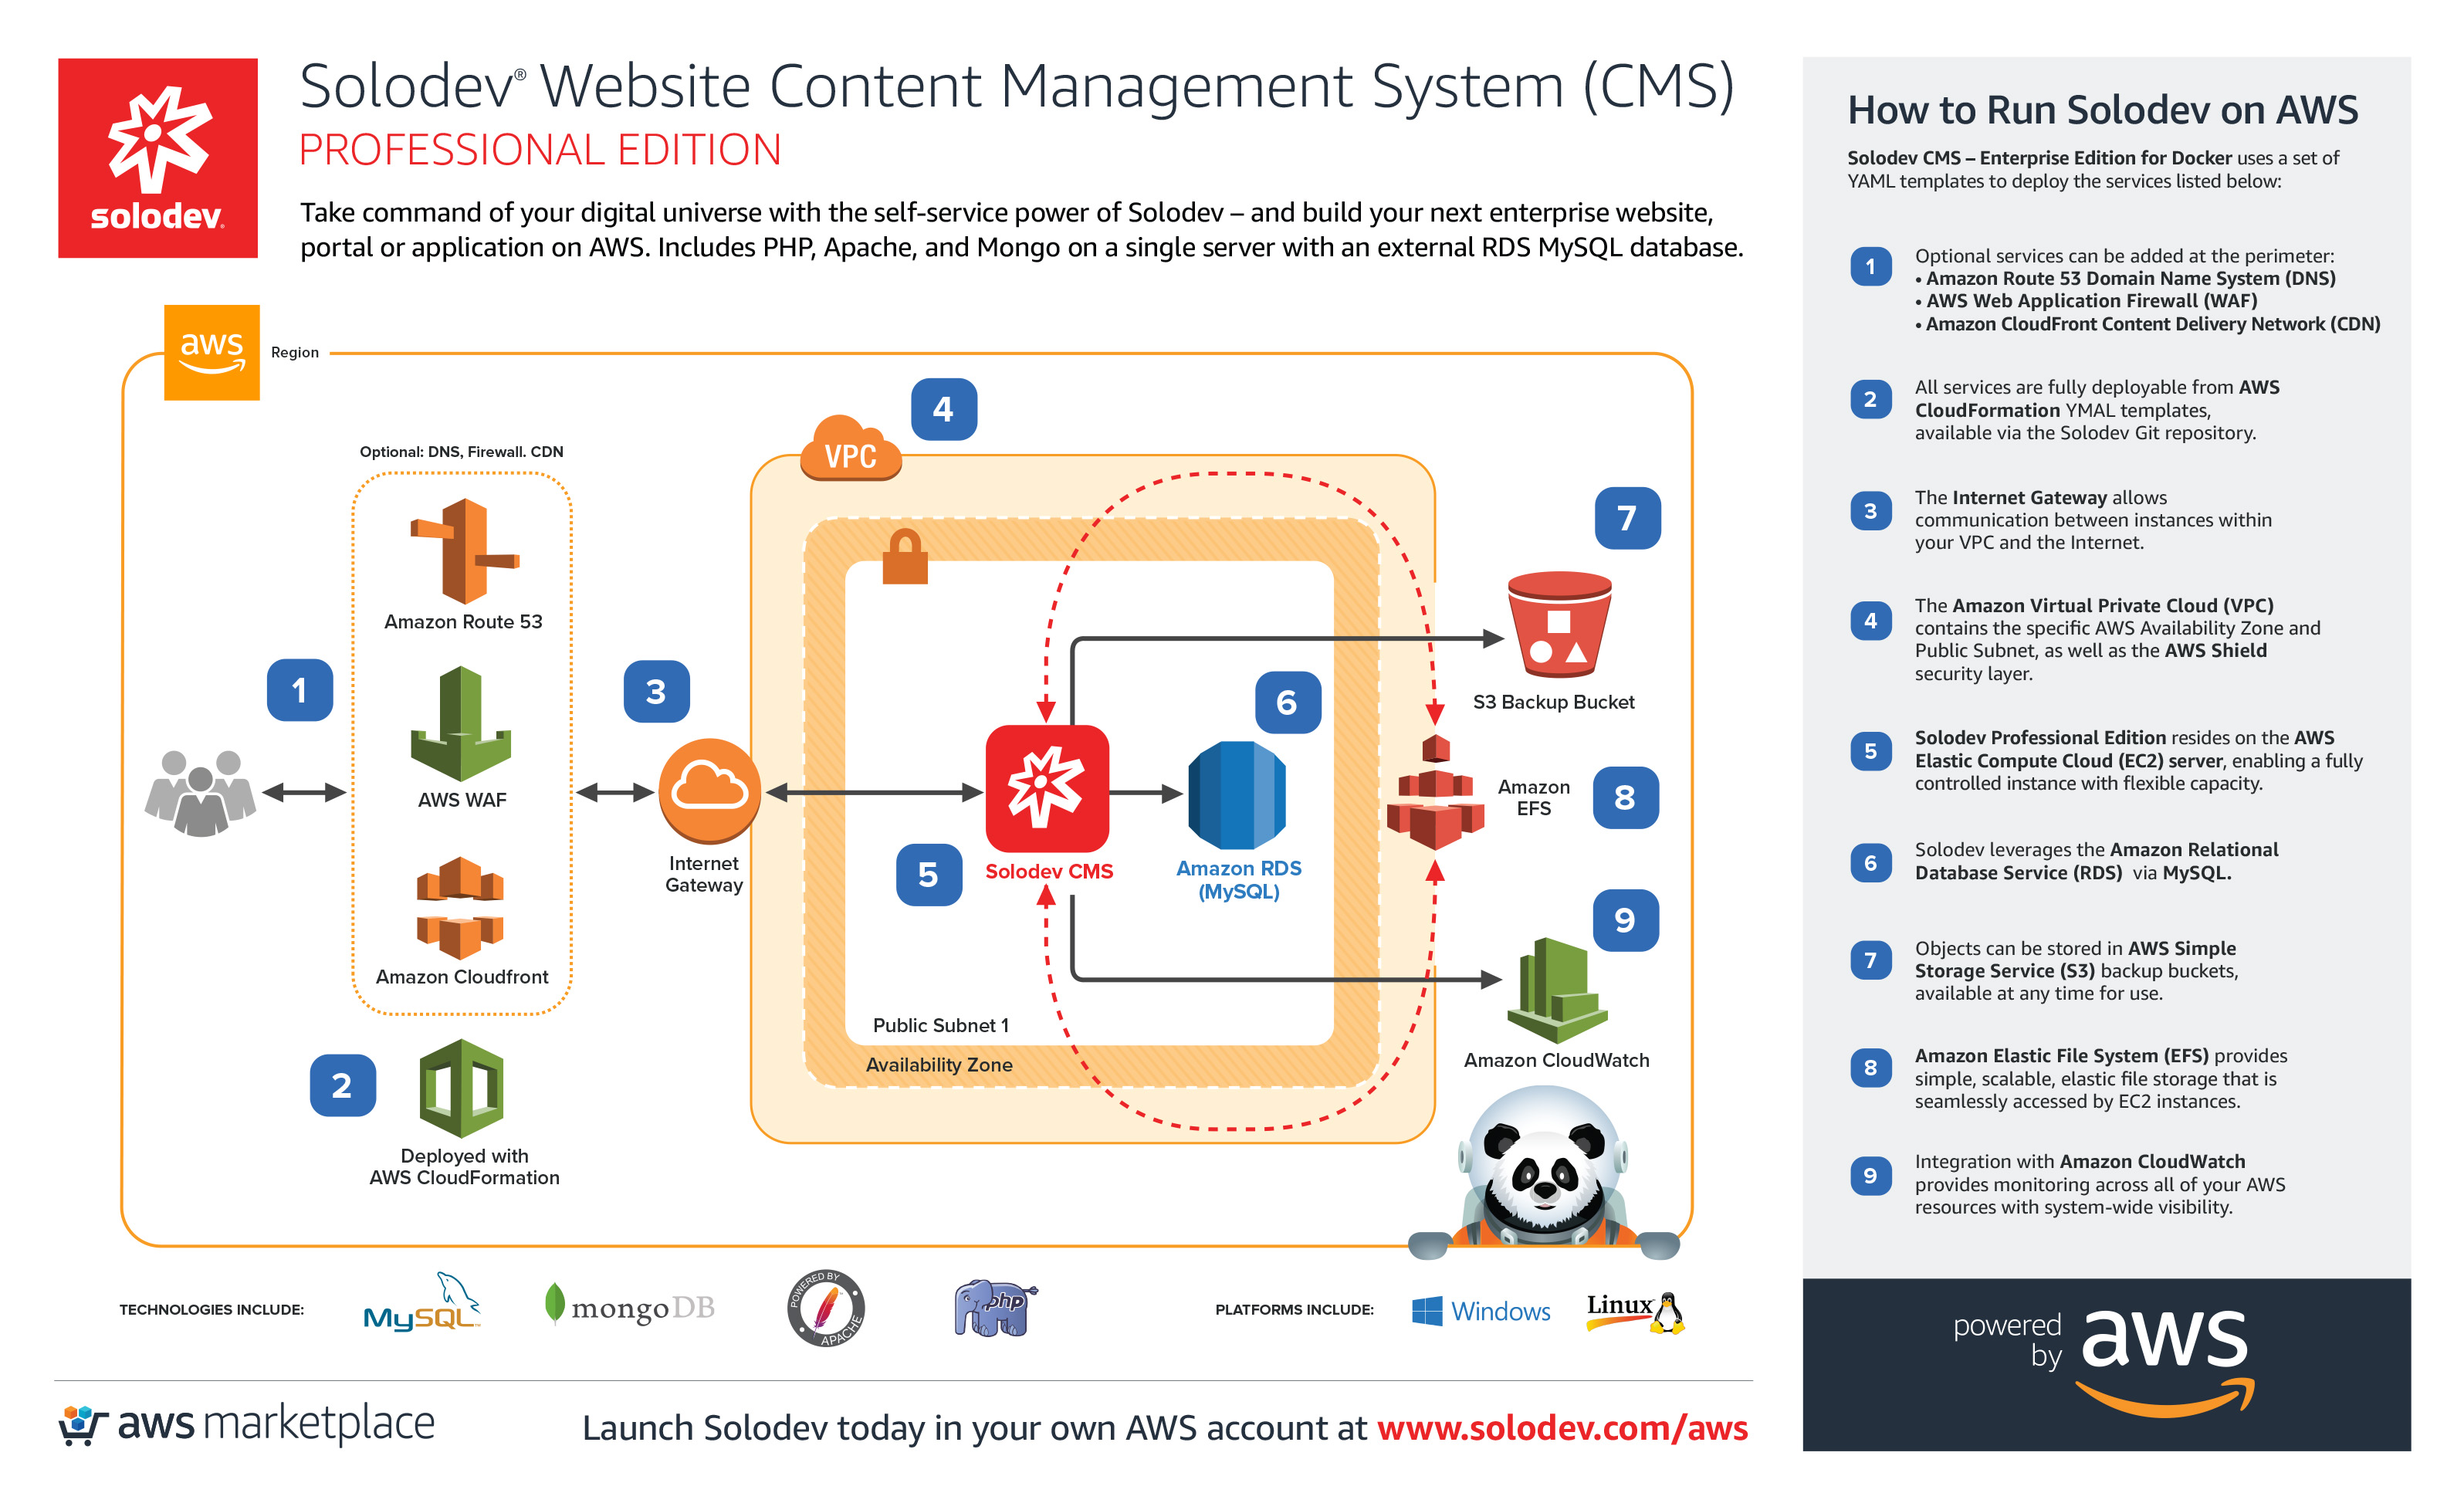 solodev
Solodev® Website Content Management System (CMS)
PROFESSIONAL EDITION
Take command of your digital universe with the self-service power of Solodev – and build your next enterprise website,
portal or application on AWS. Includes PHP, Apache, and Mongo on a single server with an external RDS MySQL database.
aws
Region
Optional: DNS, Firewall. CDN
Amazon Route 53
AWS WAF
Amazon Cloudfront
1
2
Deployed with
AWS CloudFormation
3
Internet
Gateway
VPC
4
5
Solodev CMS
6
Amazon RDS
(MySQL)
Public Subnet 1
Availability Zone
7
S3 Backup Bucket
Amazon
EFS
8
9
Amazon CloudWatch
TECHNOLOGIES INCLUDE:
MySQL™
mongoDB
POWERED BY
APACHE
php
PLATFORMS INCLUDE:
Windows
Linux
aws marketplace
Launch Solodev today in your own AWS account at www.solodev.com/aws
How to Run Solodev on AWS
Solodev CMS – Enterprise Edition for Docker uses a set of
YAML templates to deploy the services listed below:
1
Optional services can be added at the perimeter:
• Amazon Route 53 Domain Name System (DNS)
• AWS Web Application Firewall (WAF)
• Amazon CloudFront Content Delivery Network (CDN)
2
All services are fully deployable from AWS
CloudFormation YMAL templates,
available via the Solodev Git repository.
3
The Internet Gateway allows
communication between instances within
your VPC and the Internet.
4
The Amazon Virtual Private Cloud (VPC)
contains the specific AWS Availability Zone and
Public Subnet, as well as the AWS Shield
security layer.
5
Solodev Professional Edition resides on the AWS
Elastic Compute Cloud (EC2) server, enabling a fully
controlled instance with flexible capacity.
6
Solodev leverages the Amazon Relational
Database Service (RDS) via MySQL.
7
Objects can be stored in AWS Simple
Storage Service (S3) backup buckets,
available at any time for use.
8
Amazon Elastic File System (EFS) provides
simple, scalable, elastic file storage that is
seamlessly accessed by EC2 instances.
9
Integration with Amazon CloudWatch
provides monitoring across all of your AWS
resources with system-wide visibility.
powered
by
aws